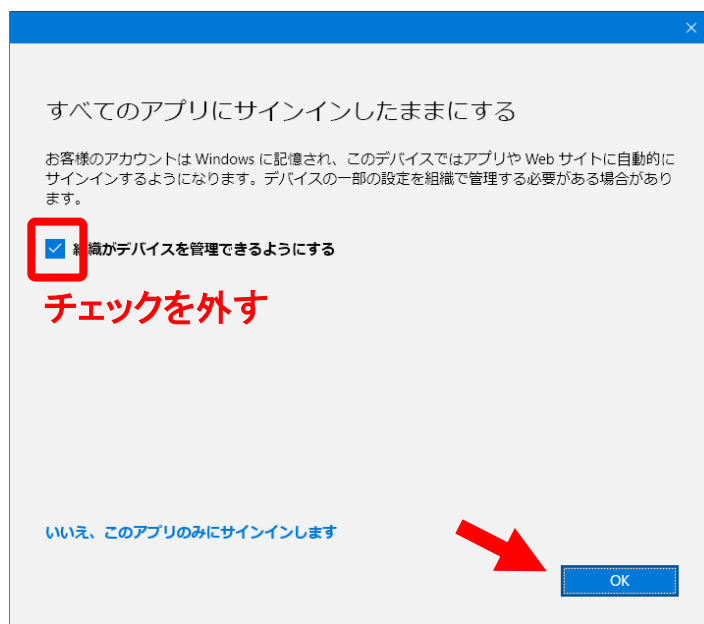 すべてのアプリにサインインしたままにする
お客様のアカウントは Windows に記憶され、このデバイスではアプリや Web サイトに自動的に
サインインするようになります。デバイスの一部の設定を組織で管理する必要がある場合があり
ます。
組織がデバイスを管理できるようにする
チェックを外す
いいえ、このアプリのみにサインインします
OK